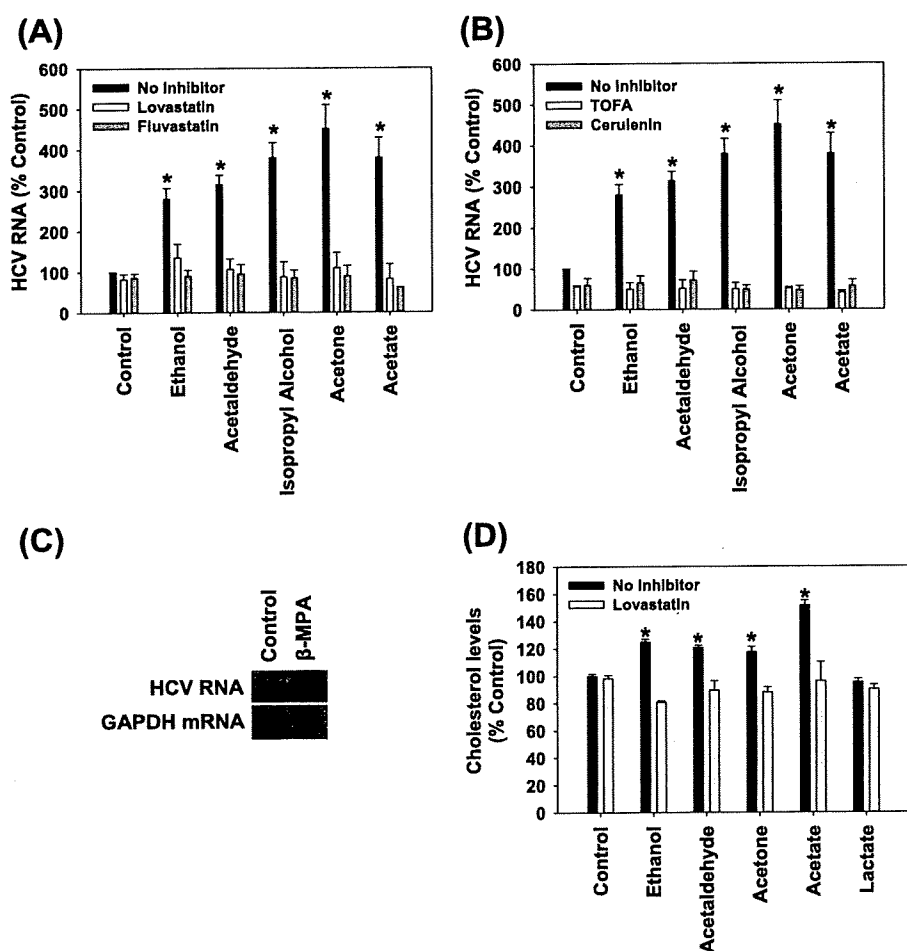 (A)
HCV RNA (% Control)
600
500
400
300
200
100
0
No Inhibitor
Lovastatin
Fluvastatin
*
*
*
*
*
Control
Ethanol
Acetaldehyde
Isopropyl Alcohol
Acetone
Acetate
(B)
HCV RNA (% Control)
600
500
400
300
200
100
0
No Inhibitor
TOFA
Cerulenin
*
*
*
*
*
Control
Ethanol
Acetaldehyde
Isopropyl Alcohol
Acetone
Acetate
(C)
Control
β-MPA
HCV RNA
GAPDH mRNA
(D)
Cholesterol levels
(% Control)
180
160
140
120
100
80
60
40
20
0
No Inhibitor
Lovastatin
*
*
*
*
Control
Ethanol
Acetaldehyde
Acetone
Acetate
Lactate